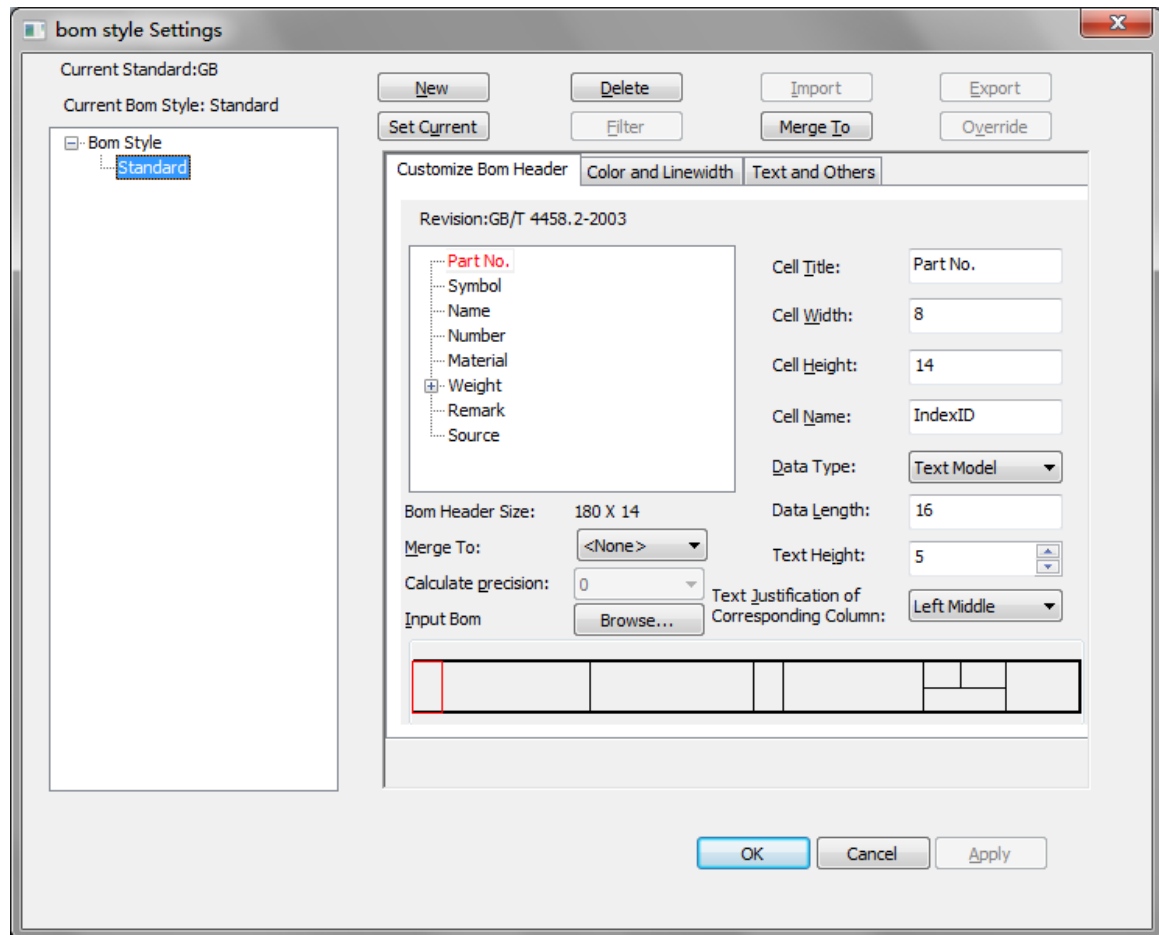 bom style Settings
Current Standard:GB
Current Bom Style: Standard
New Delete Import Export
Set Current Filter Merge To Override
Bom Style
Standard
Customize Bom Header Color and Linewidth Text and Others
Revision:GB/T 4458.2-2003
Part No.
Symbol
Name
Number
Material
Weight
Remark
Source
Cell Title: Part No.
Cell Width: 8
Cell Height: 14
Cell Name: IndexID
Data Type: Text Model
Data Length: 16
Text Height: 5
Text Justification of
Corresponding Column: Left Middle
Bom Header Size: 180 X 14
Merge To: <None>
Calculate precision: 0
Input Bom Browse...
OK Cancel Apply